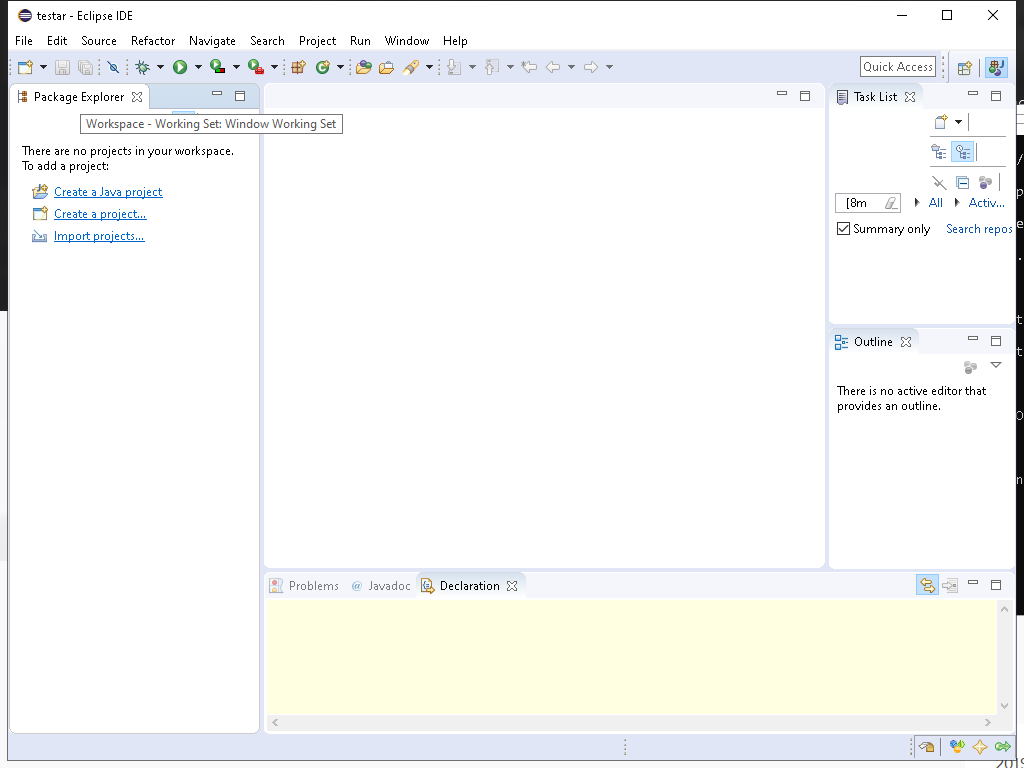 testar - Eclipse IDE
File Edit Source Refactor Navigate Search Project Run Window Help
Quick Access
Package Explorer
Task List
Workspace - Working Set: Window Working Set
There are no projects in your workspace.
To add a project:
Create a Java project
Create a project...
Import projects...
[8m All Activ...
Summary only Search repos
Outline
There is no active editor that
provides an outline.
Problems @ Javadoc Declaration